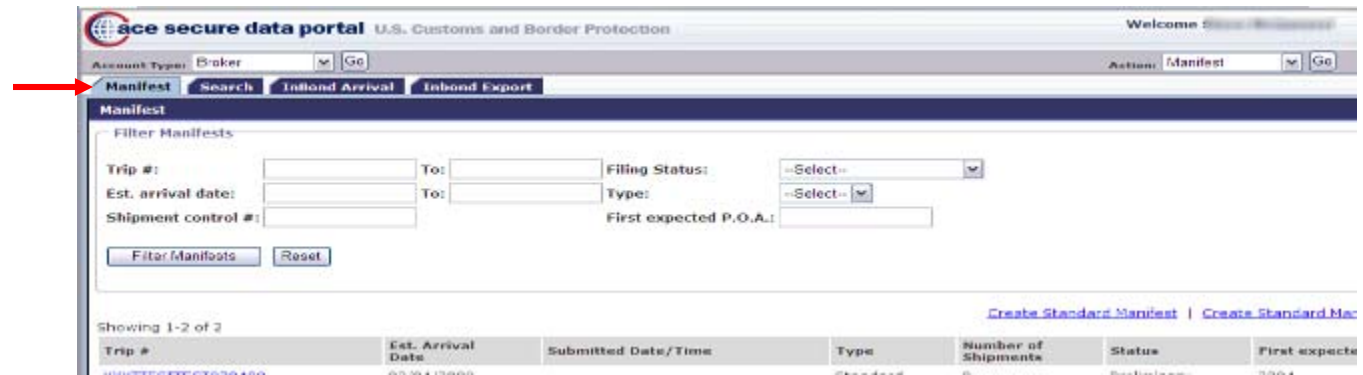 ace secure data portal U.S. Customs and Border Protection Welcome
Account Type: Broker Go Action: Manifest Go
Manifest Search InBond Arrival Inbond Export
Manifest
Filter Manifests
Trip #: To: Filing Status: --Select--
Est. arrival date: To: Type: --Select--
Shipment control #: First expected P.O.A.:
Filter Manifests Reset
Create Standard Manifest | Create Standard Man
Showing 1-2 of 2
Trip # Est. Arrival Date Submitted Date/Time Type Number of Shipments Status First expecte
Standard Preliminary